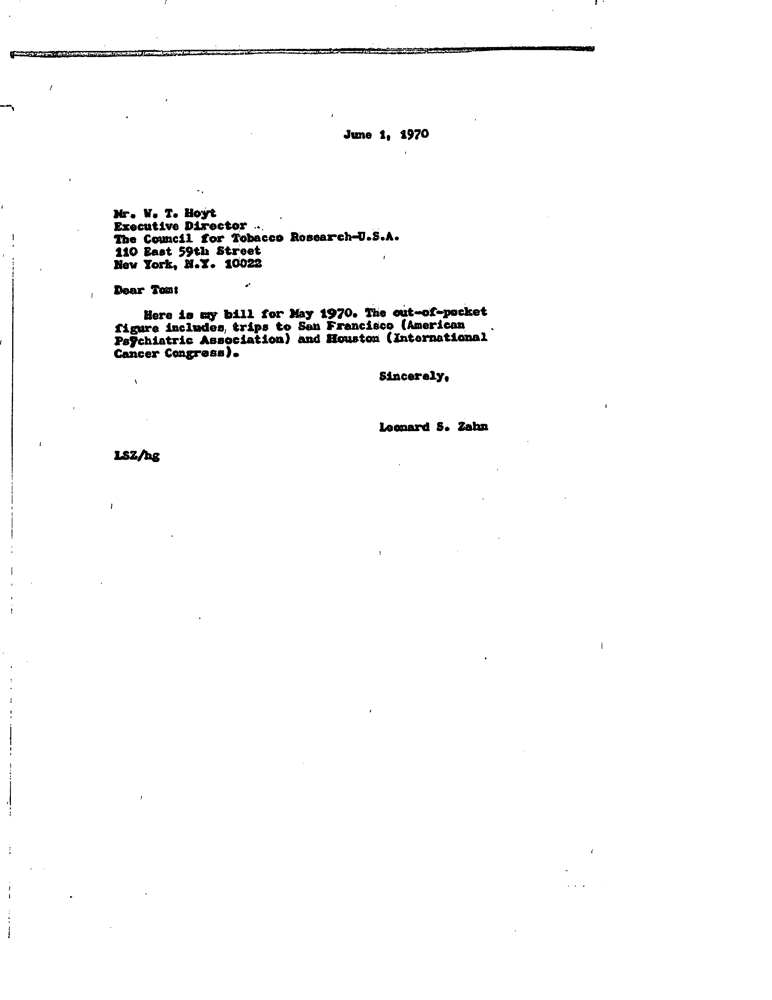 June 1, 1970
Mr. W. T. Hoyt
Executive Director
The Council for Tobacco Research-U.S.A.
110 East 59th Street
New York, N.Y. 10022
Dear Tom:
Here is my bill for May 1970. The out-of-pocket
figure includes, trips to San Francisco (American
Psychiatric Association) and Houston (International
Cancer Congress).
Sincerely,
Leonard S. Zahn
LSZ/hg